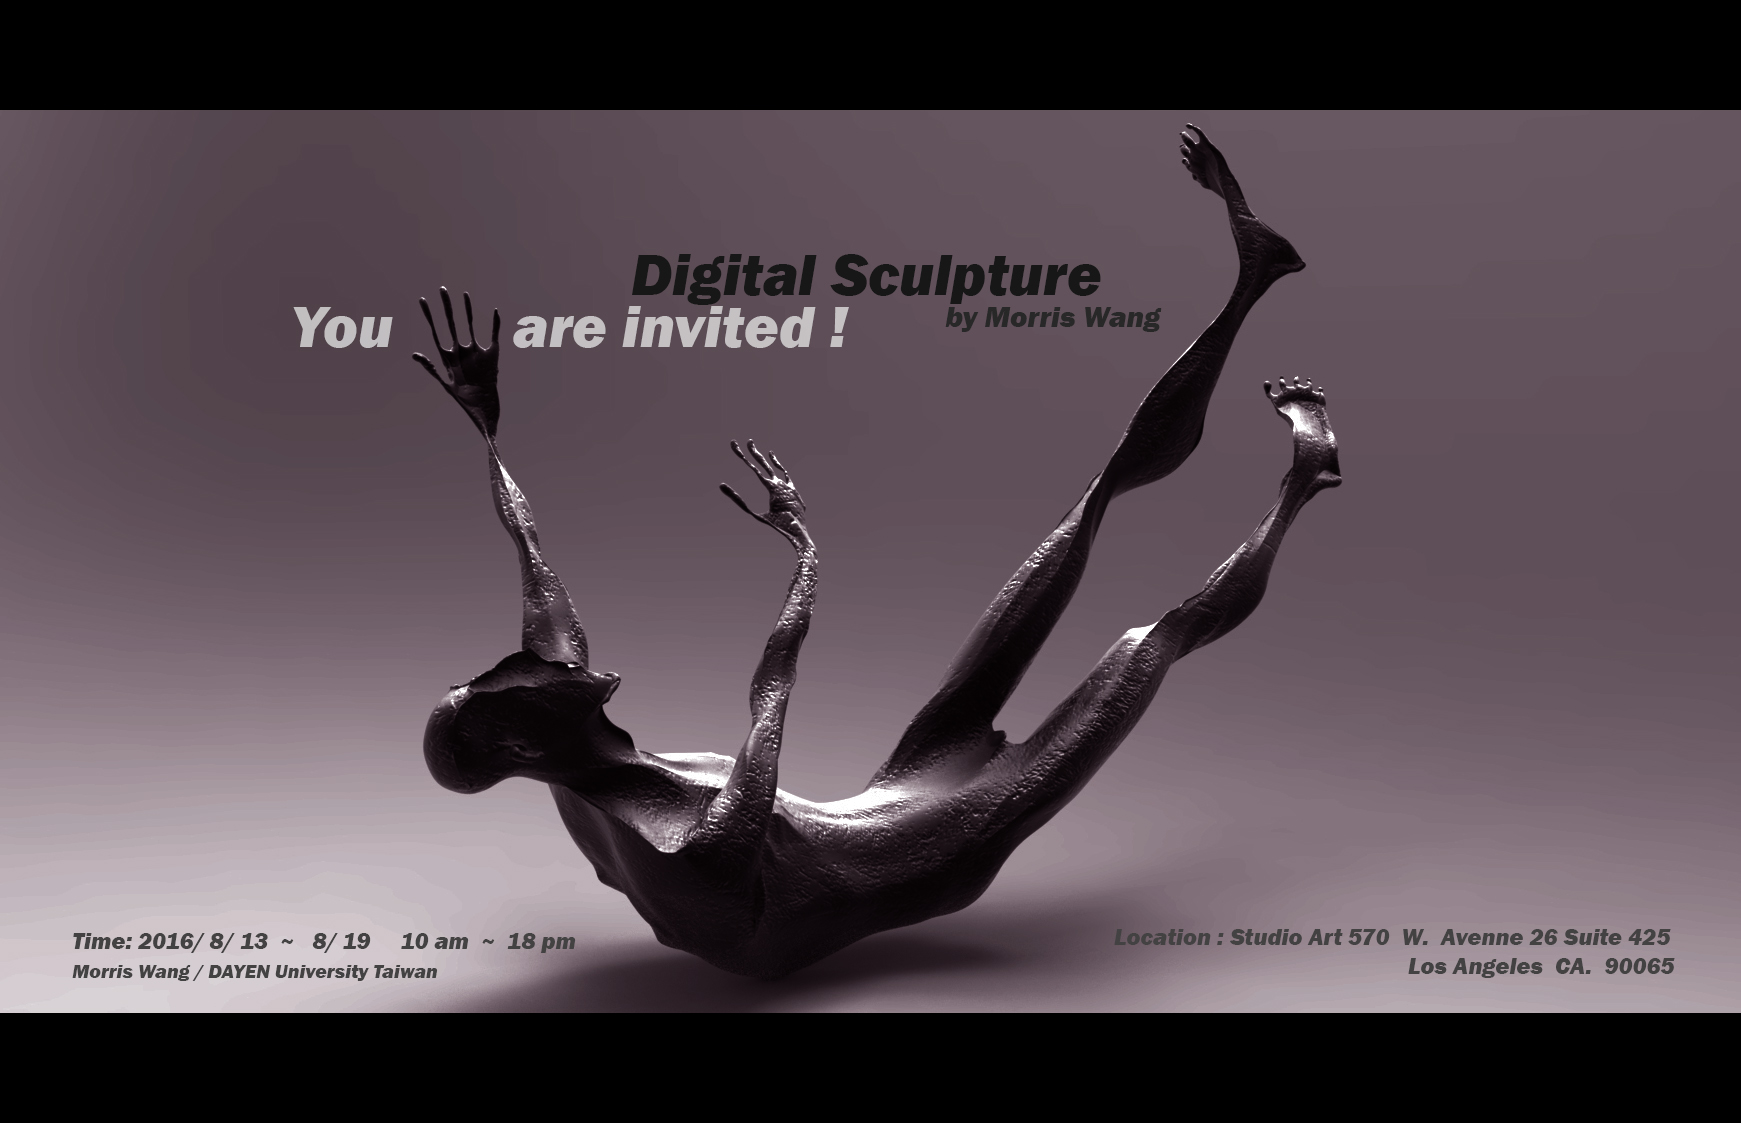 Digital Sculpture
You are invited !
by Morris Wang
Time: 2016/ 8/ 13 ~ 8/ 19 10 am ~ 18 pm
Morris Wang / DAYEN University Taiwan
Location : Studio Art 570 W. Avenne 26 Suite 425
Los Angeles CA. 90065